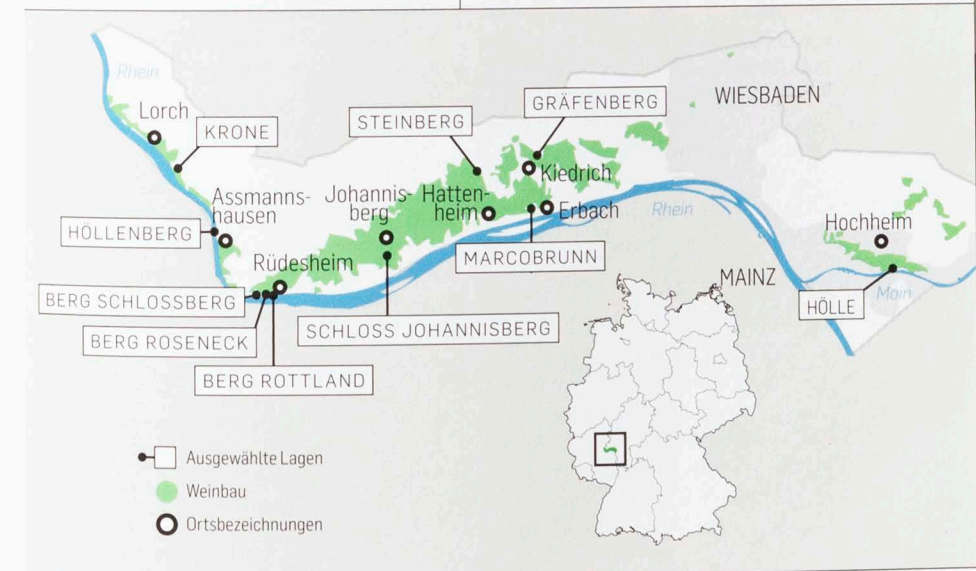 Rhein
Lorch
KRONE
STEINBERG
GRÄFENBERG
WIESBADEN
Assmanns-
hausen
Johannis-
berg
Hatten-
heim
Kiedrich
Erbach
Rhein
Hochheim
HÖLLENBERG
Rüdesheim
MARCOBRUNN
MAINZ
Main
HÖLLE
BERG SCHLOSSBERG
BERG ROSENECK
SCHLOSS JOHANNISBERG
BERG ROTTLAND
Ausgewählte Lagen
Weinbau
Ortsbezeichnungen